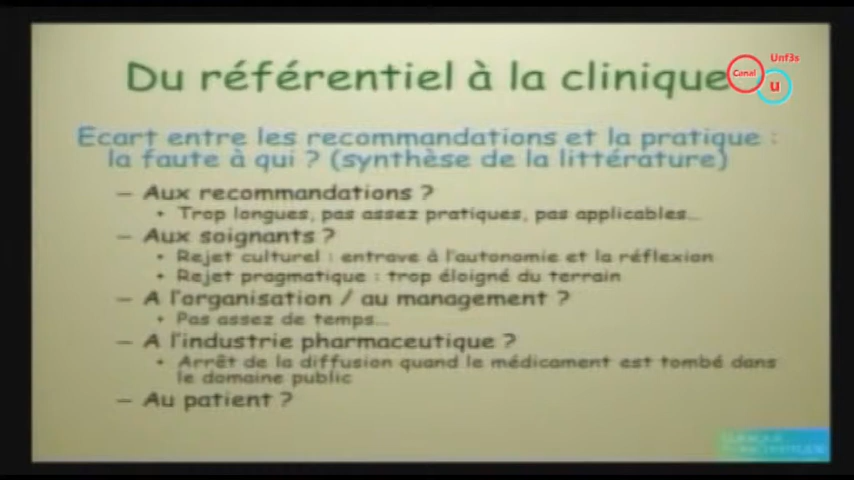 Du référentiel à la clinique
Unf3s
Canal
u
Ecart entre les recommandations et la pratique :
la faute à qui ? (synthèse de la littérature)
– Aux recommandations ?
• Trop longues, pas assez pratiques, pas applicables...
– Aux soignants ?
• Rejet culturel : entrave à l'autonomie et la réflexion
• Rejet pragmatique : trop éloigné du terrain
– A l'organisation / au management ?
• Pas assez de temps...
– A l'industrie pharmaceutique ?
• Arrêt de la diffusion quand le médicament est tombé dans
le domaine public
– Au patient ?